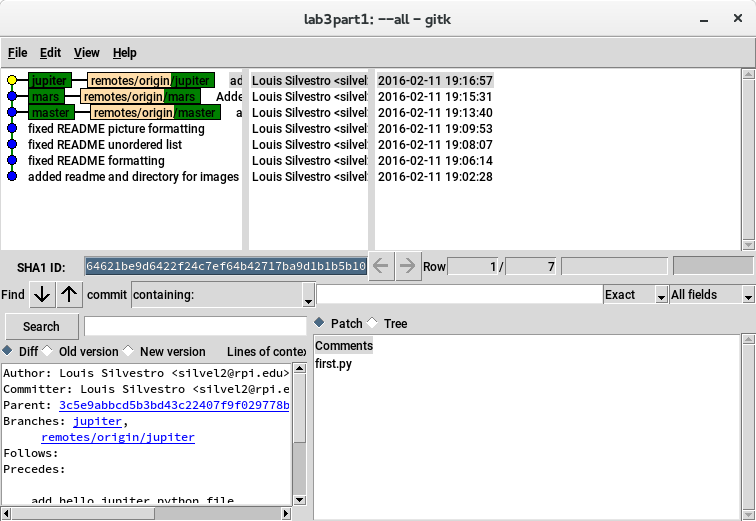 lab3part1: --all - gitk
File Edit View Help
jupiter remotes/origin/jupiter ad Louis Silvestro <silvel 2016-02-11 19:16:57
mars remotes/origin/mars Adde Louis Silvestro <silvel 2016-02-11 19:15:31
master remotes/origin/master a Louis Silvestro <silvel 2016-02-11 19:13:40
fixed README picture formatting Louis Silvestro <silvel 2016-02-11 19:09:53
fixed README unordered list Louis Silvestro <silvel 2016-02-11 19:08:07
fixed README formatting Louis Silvestro <silvel 2016-02-11 19:06:14
added readme and directory for images Louis Silvestro <silvel 2016-02-11 19:02:28
SHA1 ID: 64621be9d6422f24c7ef64b42717ba9d1b1b5b10 Row 1 / 7
Find commit containing: Exact All fields
Search
Diff Old version New version Lines of contex
Author: Louis Silvestro <silvel2@rpi.edu>
Committer: Louis Silvestro <silvel2@rpi.e
Parent: 3c5e9abbcd5b3bd43c22407f9f029778b
Branches: jupiter,
remotes/origin/jupiter
Follows:
Precedes:
add hello jupiter python file
Patch Tree
Comments
first.py